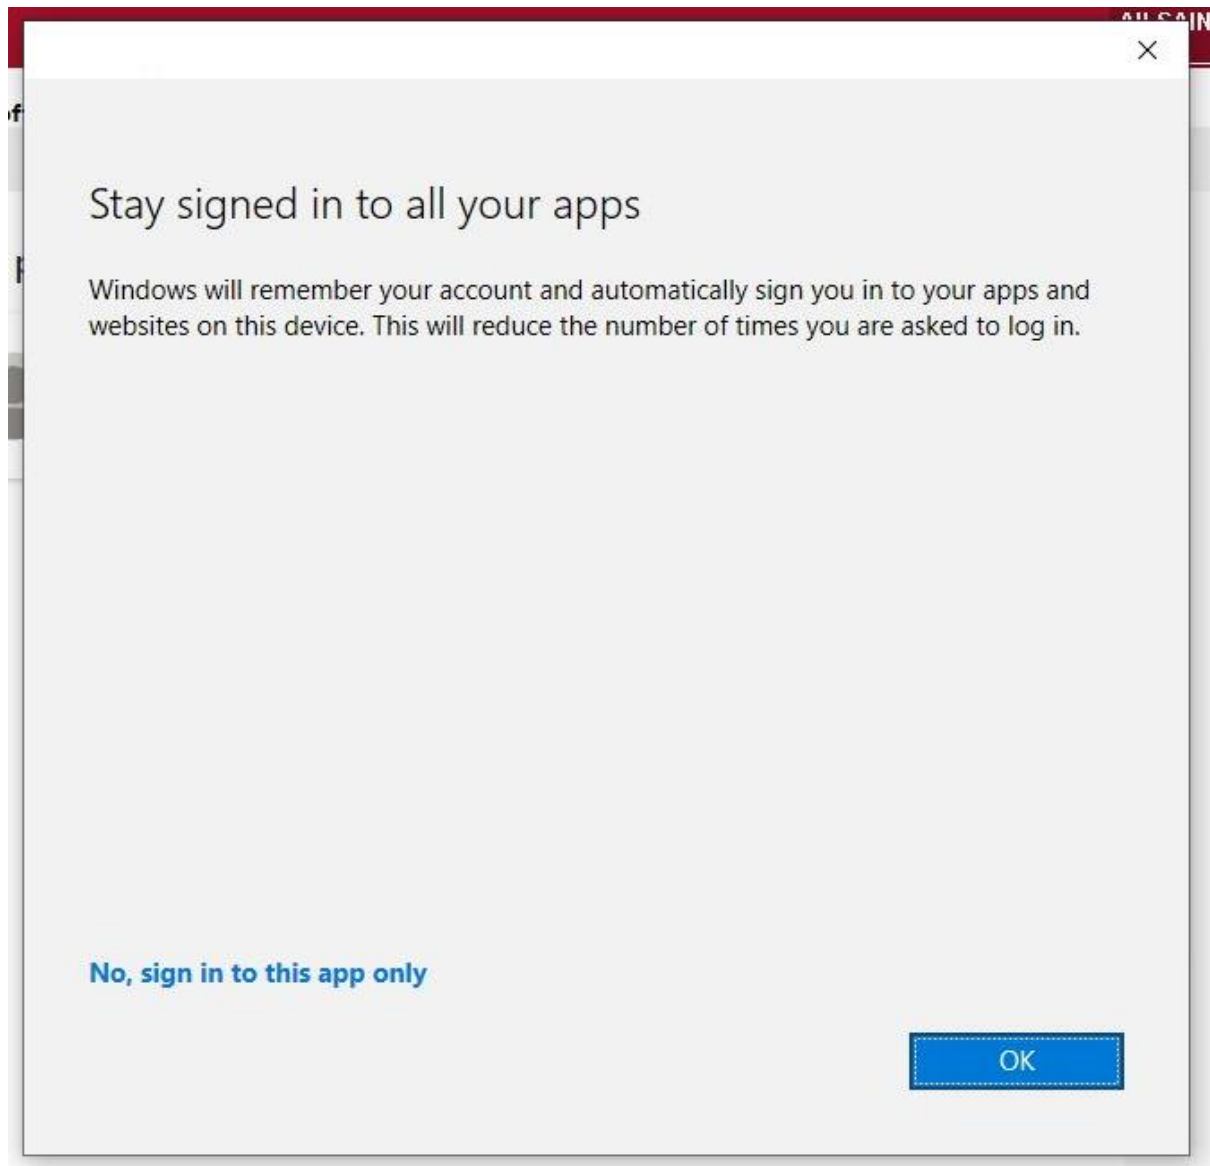 Stay signed in to all your apps
Windows will remember your account and automatically sign you in to your apps and
websites on this device. This will reduce the number of times you are asked to log in.
No, sign in to this app only
OK